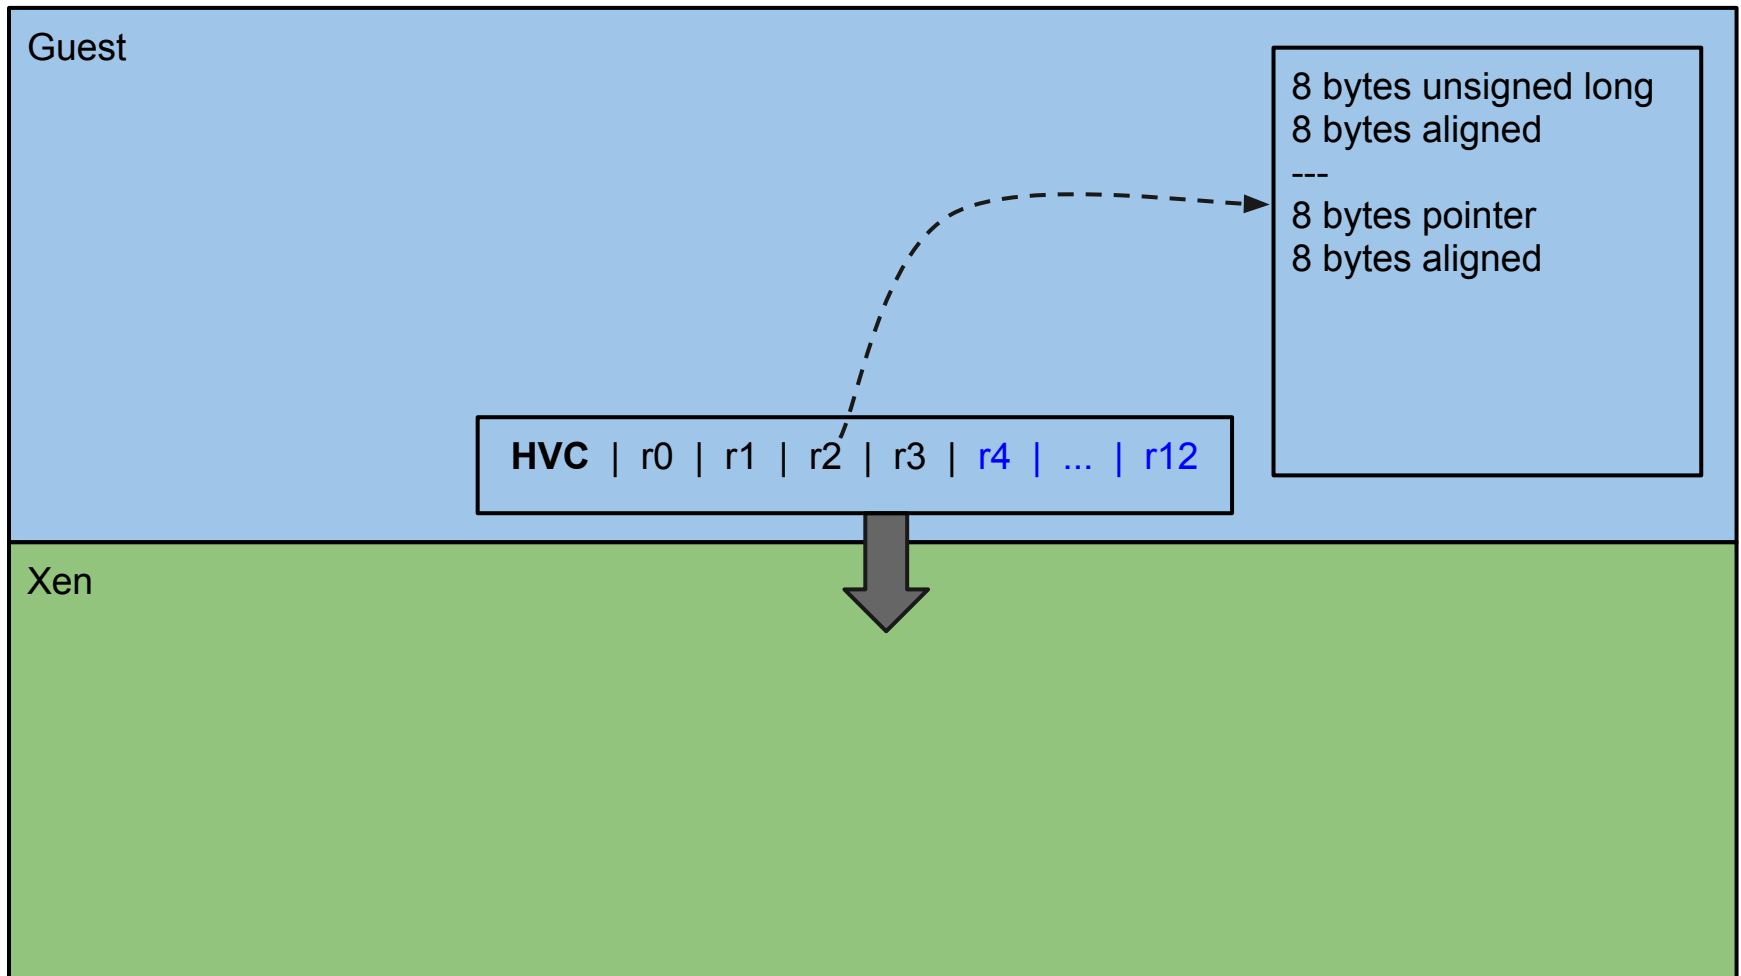 Guest
8 bytes unsigned long
8 bytes aligned
---
8 bytes pointer
8 bytes aligned
HVC | r0 | r1 | r2 | r3 | r4 | ... | r12
Xen